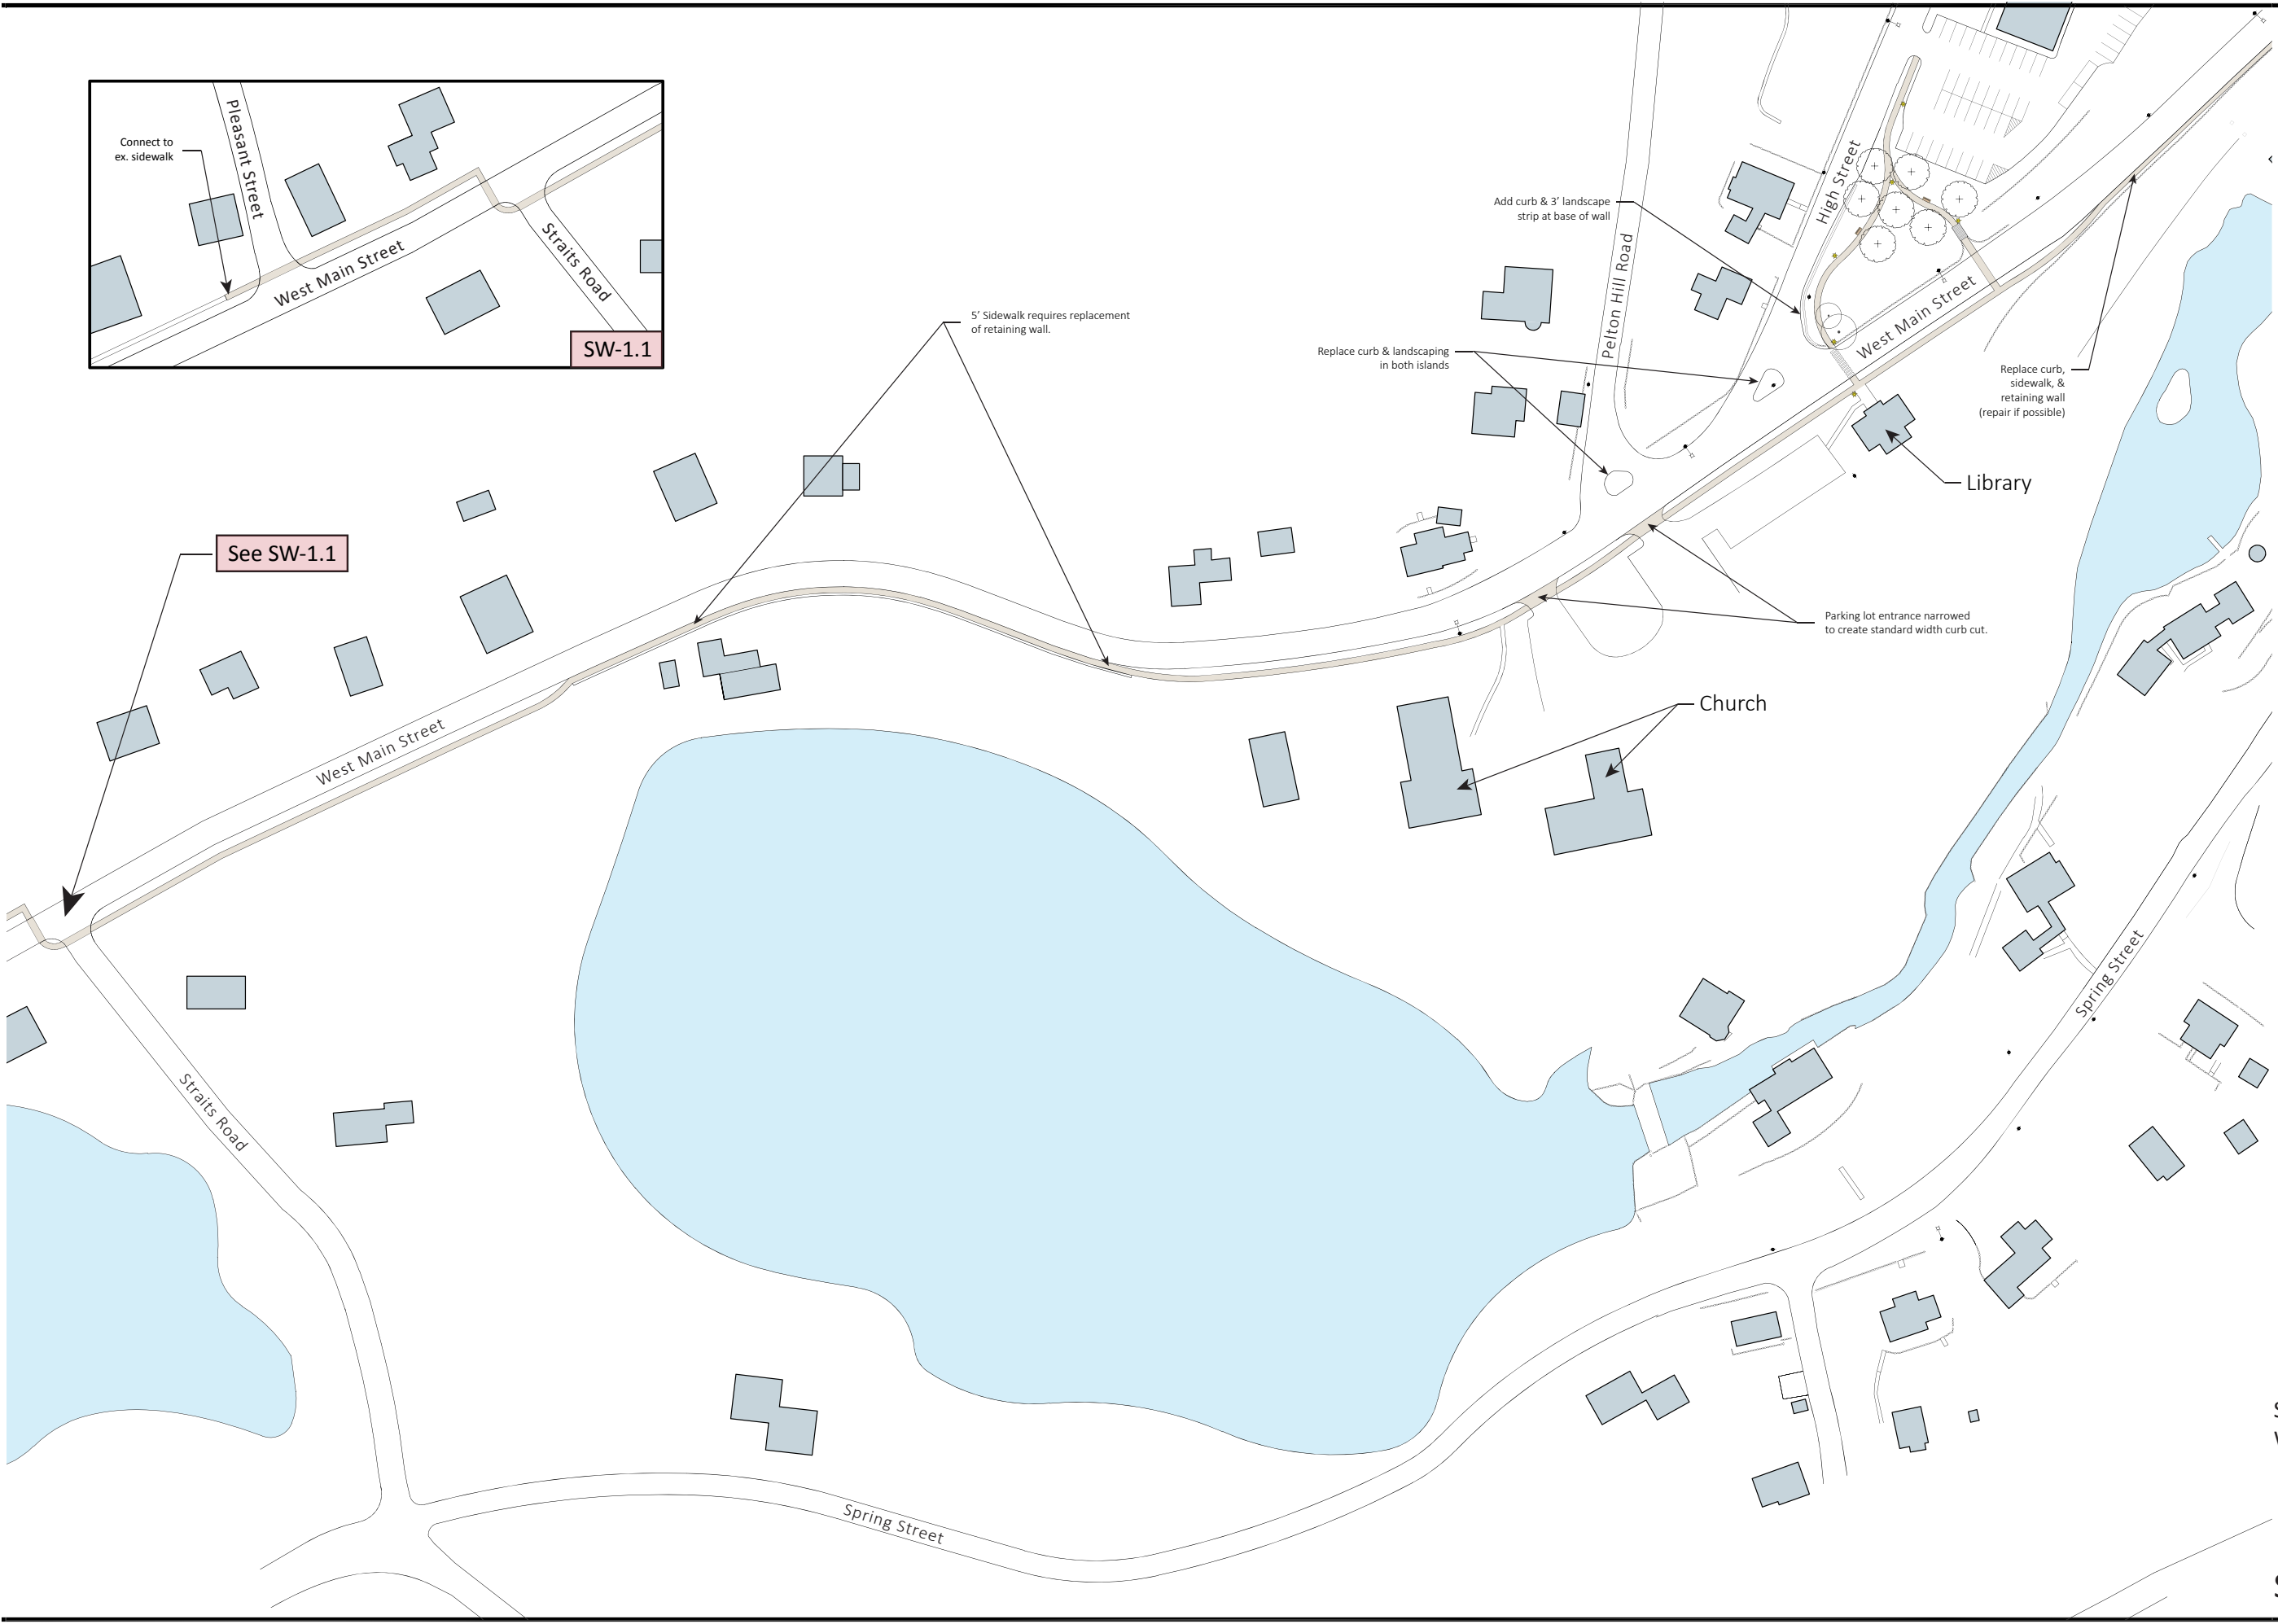 Pleasant Street
Connect to
ex. sidewalk
West Main Street
Straits Road
SW-1.1
High Street
Add curb & 3' landscape
strip at base of wall
Pelton Hill Road
5' Sidewalk requires replacement
of retaining wall.
Replace curb & landscaping
in both islands
West Main Street
Replace curb,
sidewalk, &
retaining wall
(repair if possible)
Library
See SW-1.1
Parking lot entrance narrowed
to create standard width curb cut.
Church
West Main Street
Spring Street
Straits Road
Spring Street